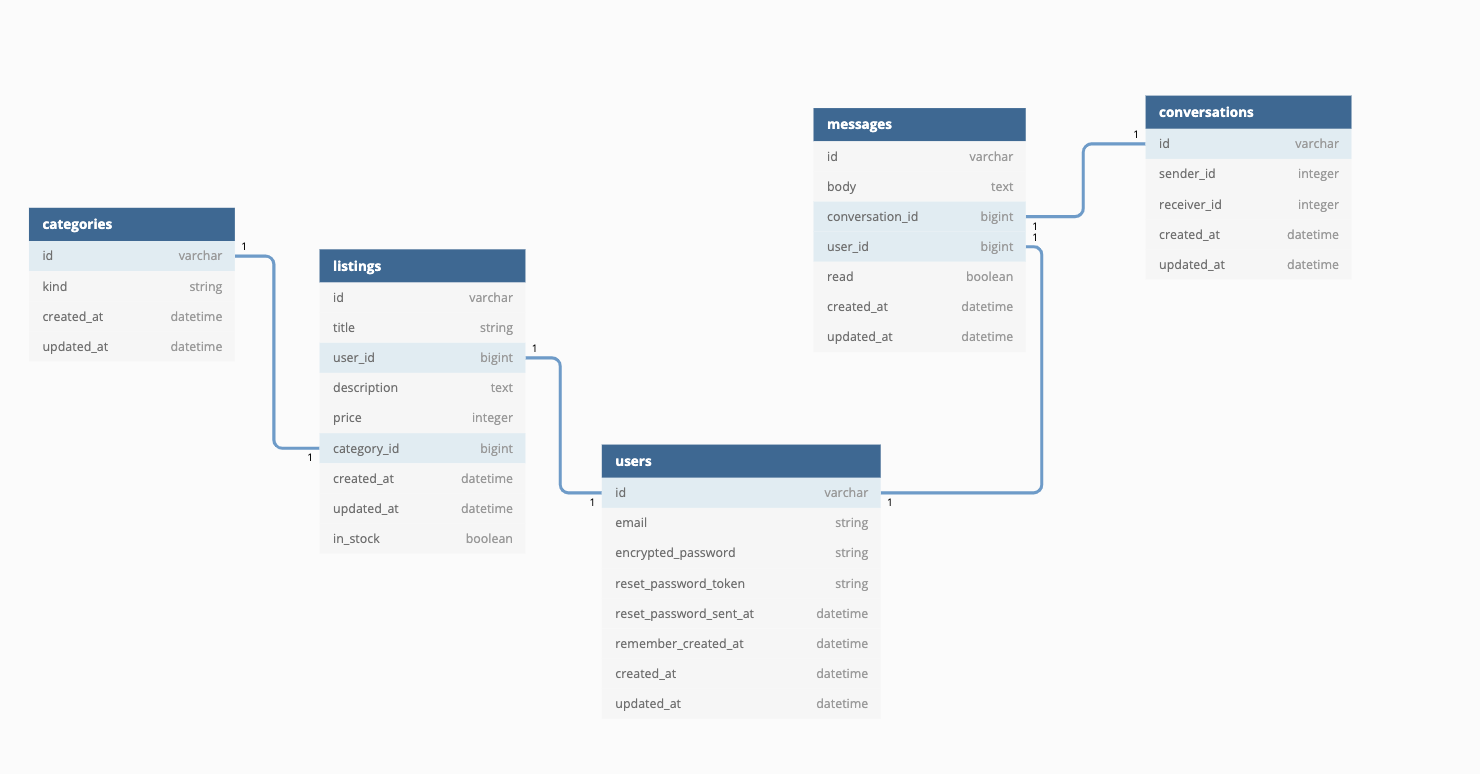 categories
id varchar
kind string
created_at datetime
updated_at datetime
1
1
listings
id varchar
title string
user_id bigint
description text
price integer
category_id bigint
created_at datetime
updated_at datetime
in_stock boolean
1
1
users
id varchar
email string
encrypted_password string
reset_password_token string
reset_password_sent_at datetime
remember_created_at datetime
created_at datetime
updated_at datetime
1
messages
id varchar
body text
conversation_id bigint
user_id bigint
read boolean
created_at datetime
updated_at datetime
1
1
1
conversations
id varchar
sender_id integer
receiver_id integer
created_at datetime
updated_at datetime